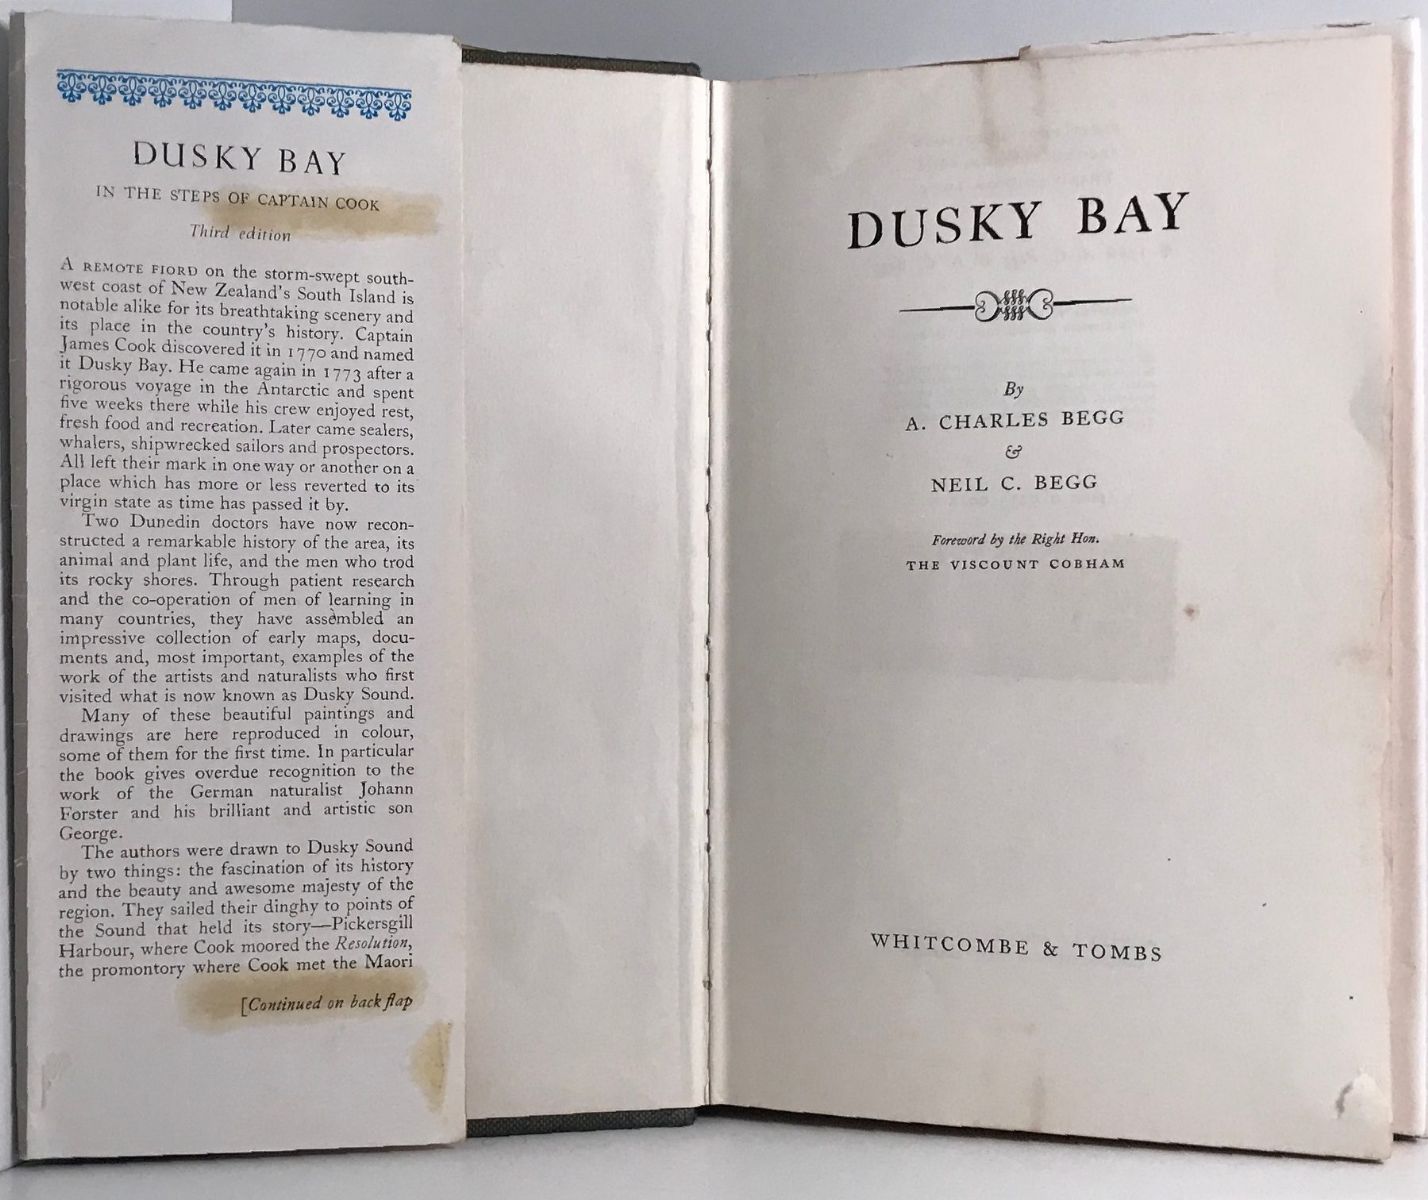 DUSKY BAY
IN THE STEPS OF CAPTAIN COOK
Third edition
A REMOTE FIORD on the storm-swept south-
west coast of New Zealand's South Island is
notable alike for its breathtaking scenery and
its place in the country's history. Captain
James Cook discovered it in 1770 and named
it Dusky Bay. He came again in 1773 after a
rigorous voyage in the Antarctic and spent
five weeks there while his crew enjoyed rest,
fresh food and recreation. Later came sealers,
whalers, shipwrecked sailors and prospectors.
All left their mark in one way or another on a
place which has more or less reverted to its
virgin state as time has passed it by.
Two Dunedin doctors have now recon-
structed a remarkable history of the area, its
animal and plant life, and the men who trod
its rocky shores. Through patient research
and the co-operation of men of learning in
many countries, they have assembled an
impressive collection of early maps, docu-
ments and, most important, examples of the
work of the artists and naturalists who first
visited what is now known as Dusky Sound.
Many of these beautiful paintings and
drawings are here reproduced in colour,
some of them for the first time. In particular
the book gives overdue recognition to the
work of the German naturalist Johann
Forster and his brilliant and artistic son
George.
The authors were drawn to Dusky Sound
by two things: the fascination of its history
and the beauty and awesome majesty of the
region. They sailed their dinghy to points of
the Sound that held its story—Pickersgill
Harbour, where Cook moored the Resolution,
the promontory where Cook met the Maori
[Continued on back flap
DUSKY BAY
By
A. CHARLES BEGG
&
NEIL C. BEGG
Foreword by the Right Hon.
THE VISCOUNT COBHAM
WHITCOMBE & TOMBS